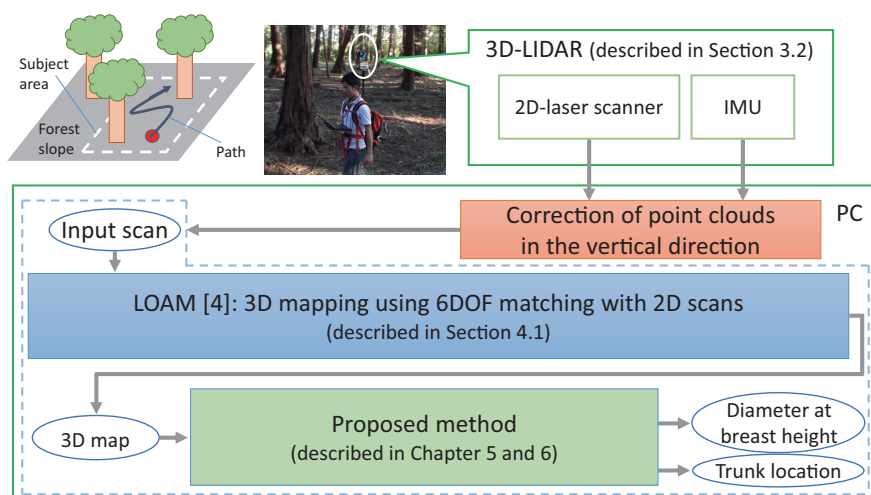 Subject
area
Forest
slope
Path
3D-LIDAR (described in Section 3.2)
2D-laser scanner
IMU
PC
Correction of point clouds
in the vertical direction
Input scan
LOAM [4]: 3D mapping using 6DOF matching with 2D scans
(described in Section 4.1)
3D map
Proposed method
(described in Chapter 5 and 6)
Diameter at
breast height
Trunk location